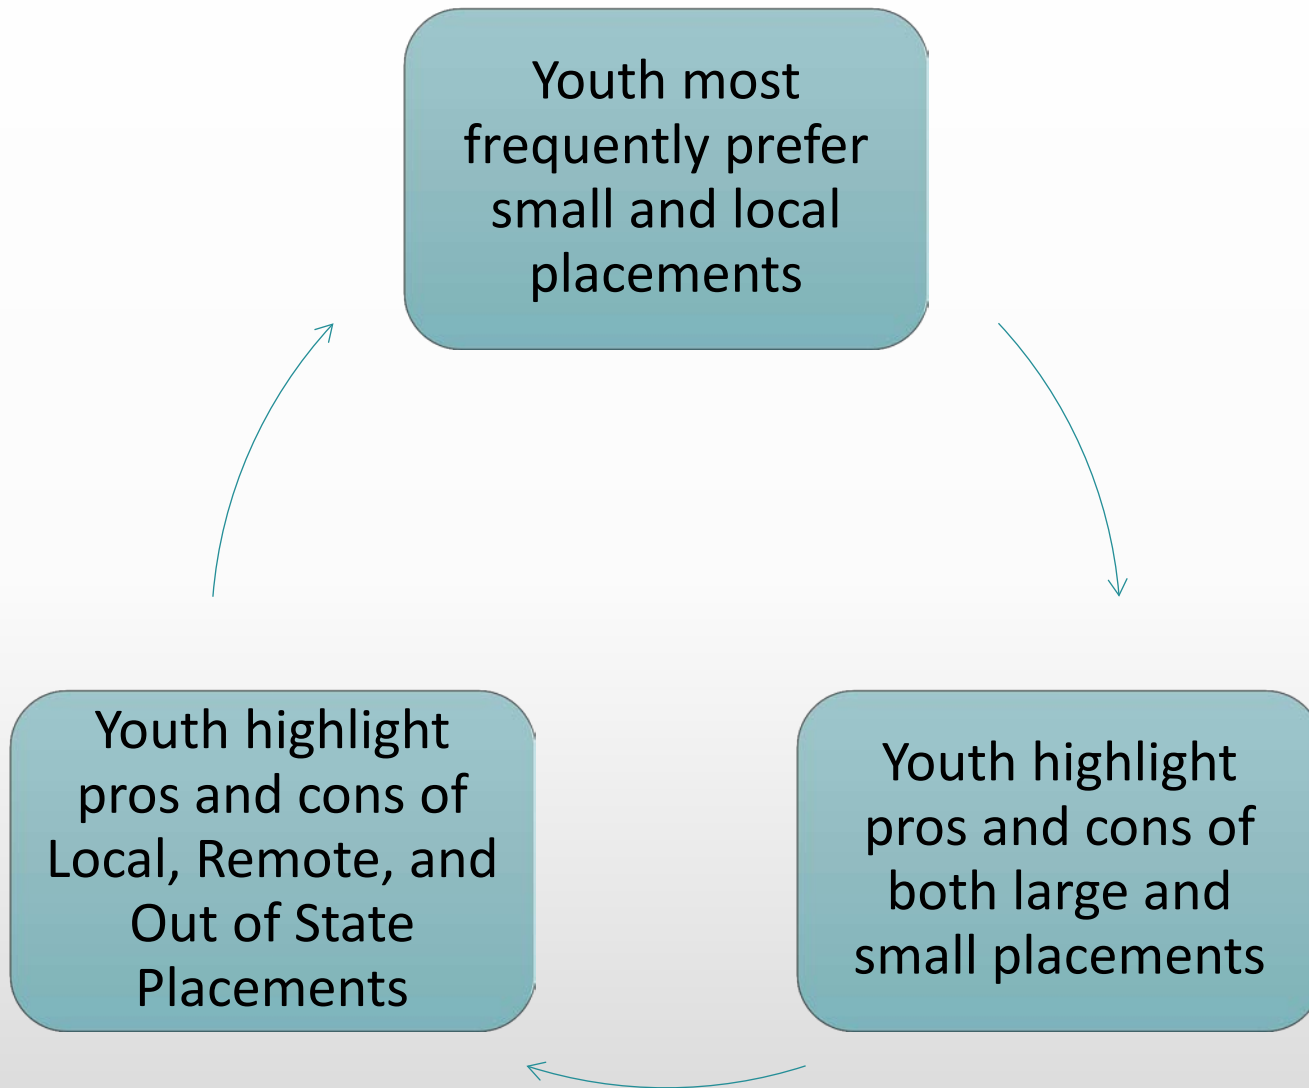 Youth most
frequently prefer
small and local
placements
Youth highlight
pros and cons of
both large and
small placements
Youth highlight
pros and cons of
Local, Remote, and
Out of State
Placements